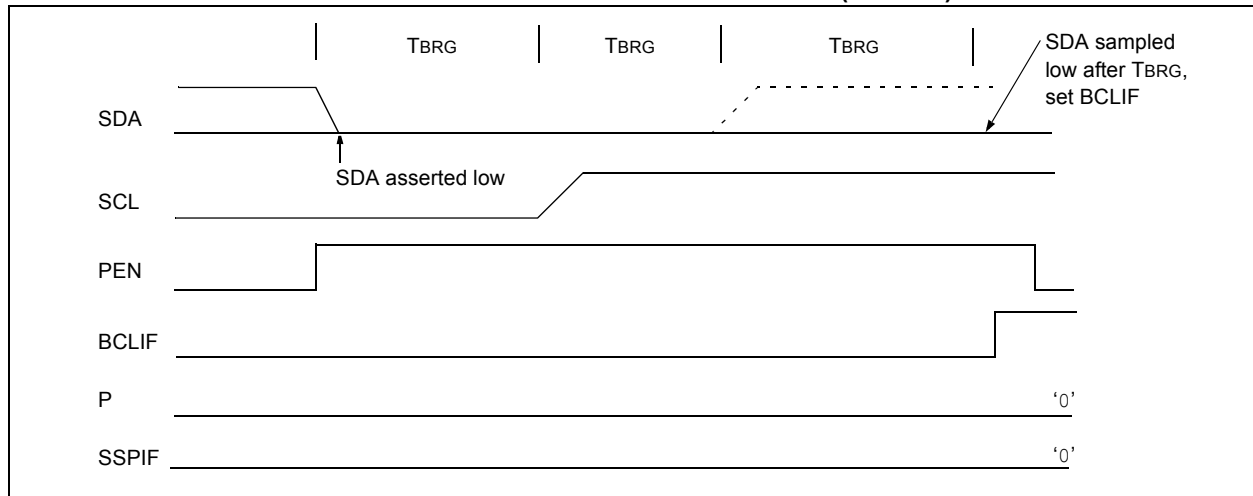 TBRG TBRG TBRG
SDA sampled
low after TBRG,
set BCLIF
SDA
SDA asserted low
SCL
PEN
BCLIF
P ‘0’
SSPIF ‘0’